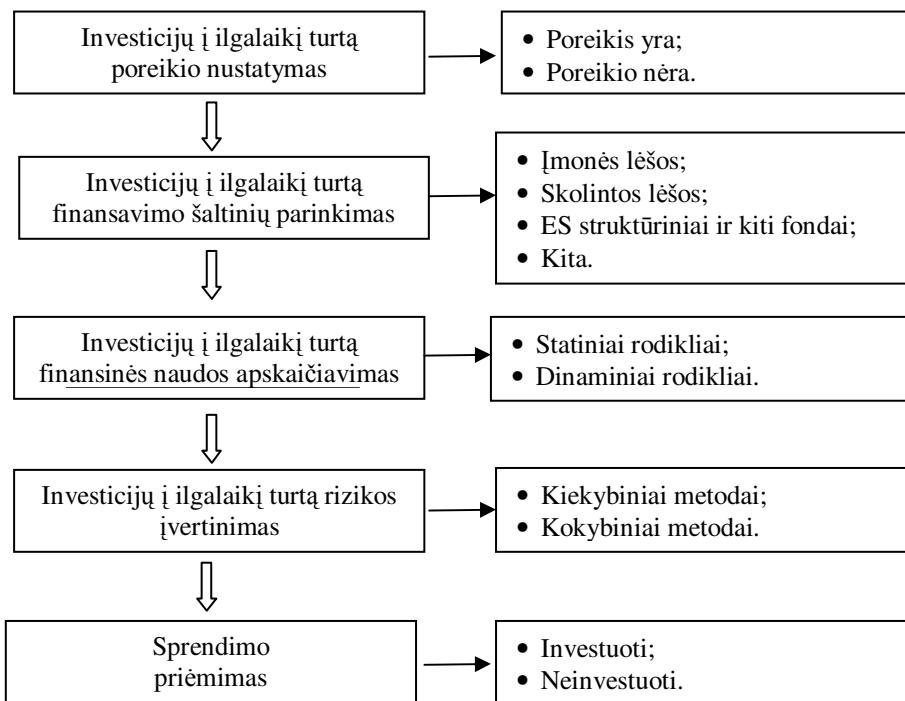 Investicijų į ilgalaikį turtą
poreikio nustatymas
• Poreikis yra;
• Poreikio nėra.
Investicijų į ilgalaikį turtą
finansavimo šaltinių parinkimas
• Įmonės lėšos;
• Skolintos lėšos;
• ES struktūriniai ir kiti fondai;
• Kita.
Investicijų į ilgalaikį turtą
finansinės naudos apskaičiavimas
• Statiniai rodikliai;
• Dinaminiai rodikliai.
Investicijų į ilgalaikį turtą rizikos
įvertinimas
• Kiekybiniai metodai;
• Kokybiniai metodai.
Sprendimo
priėmimas
• Investuoti;
• Neinvestuoti.